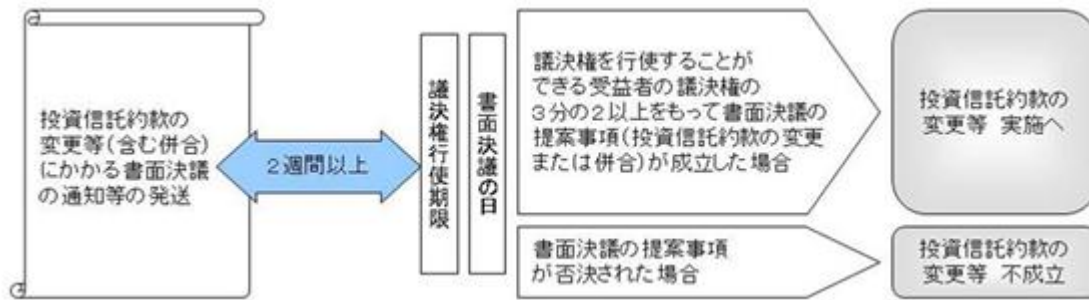 投資信託約款の
変更等(含む併合)
にかかる書面決議
の通知等の発送
2週間以上
議決権行使期限
書面決議の日
議決権を行使することが
できる受益者の議決権の
3分の2以上をもって書面決議の
提案事項(投資信託約款の変更
または併合)が成立した場合
投資信託約款の
変更等 実施へ
書面決議の提案事項
が否決された場合
投資信託約款の
変更等 不成立